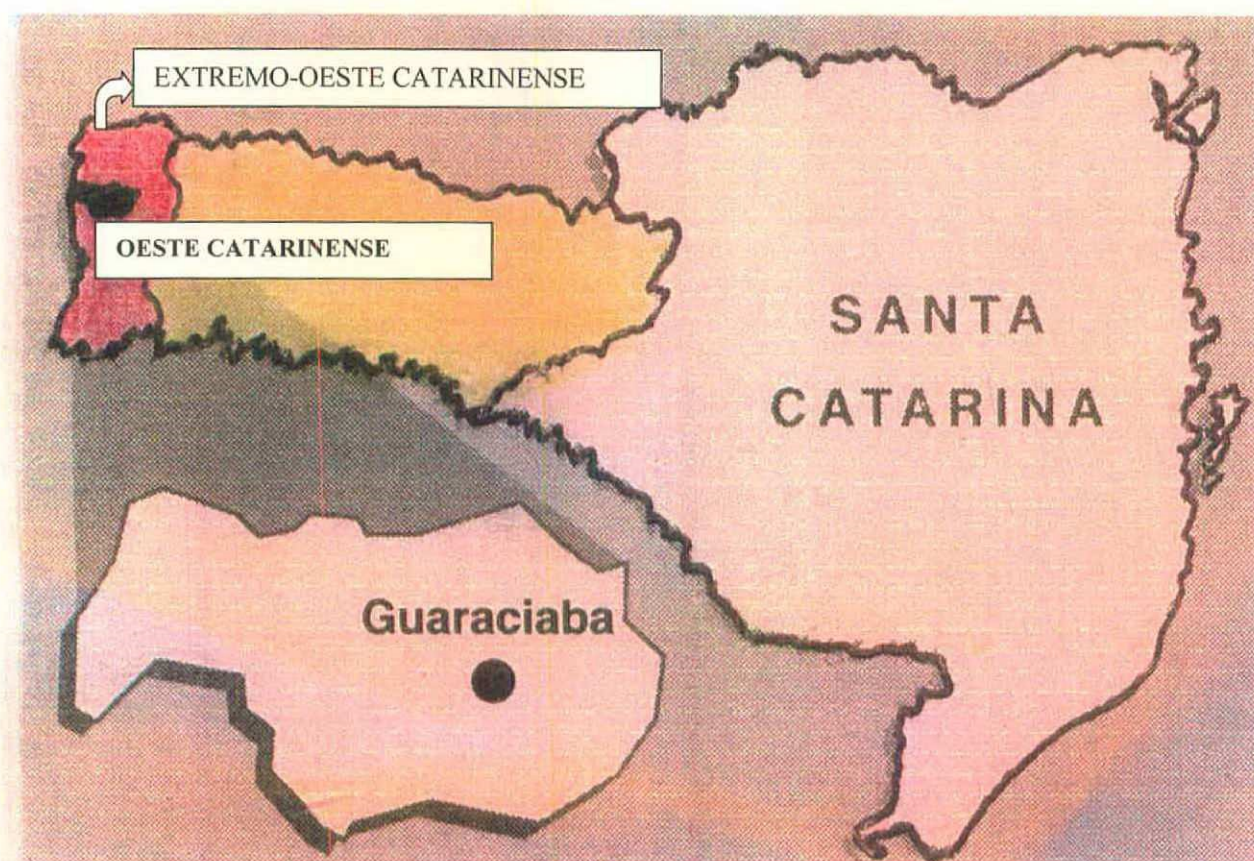 EXTREMO-OESTE CATARINENSE
OESTE CATARINENSE
SANTA
CATARINA
Guaraciaba